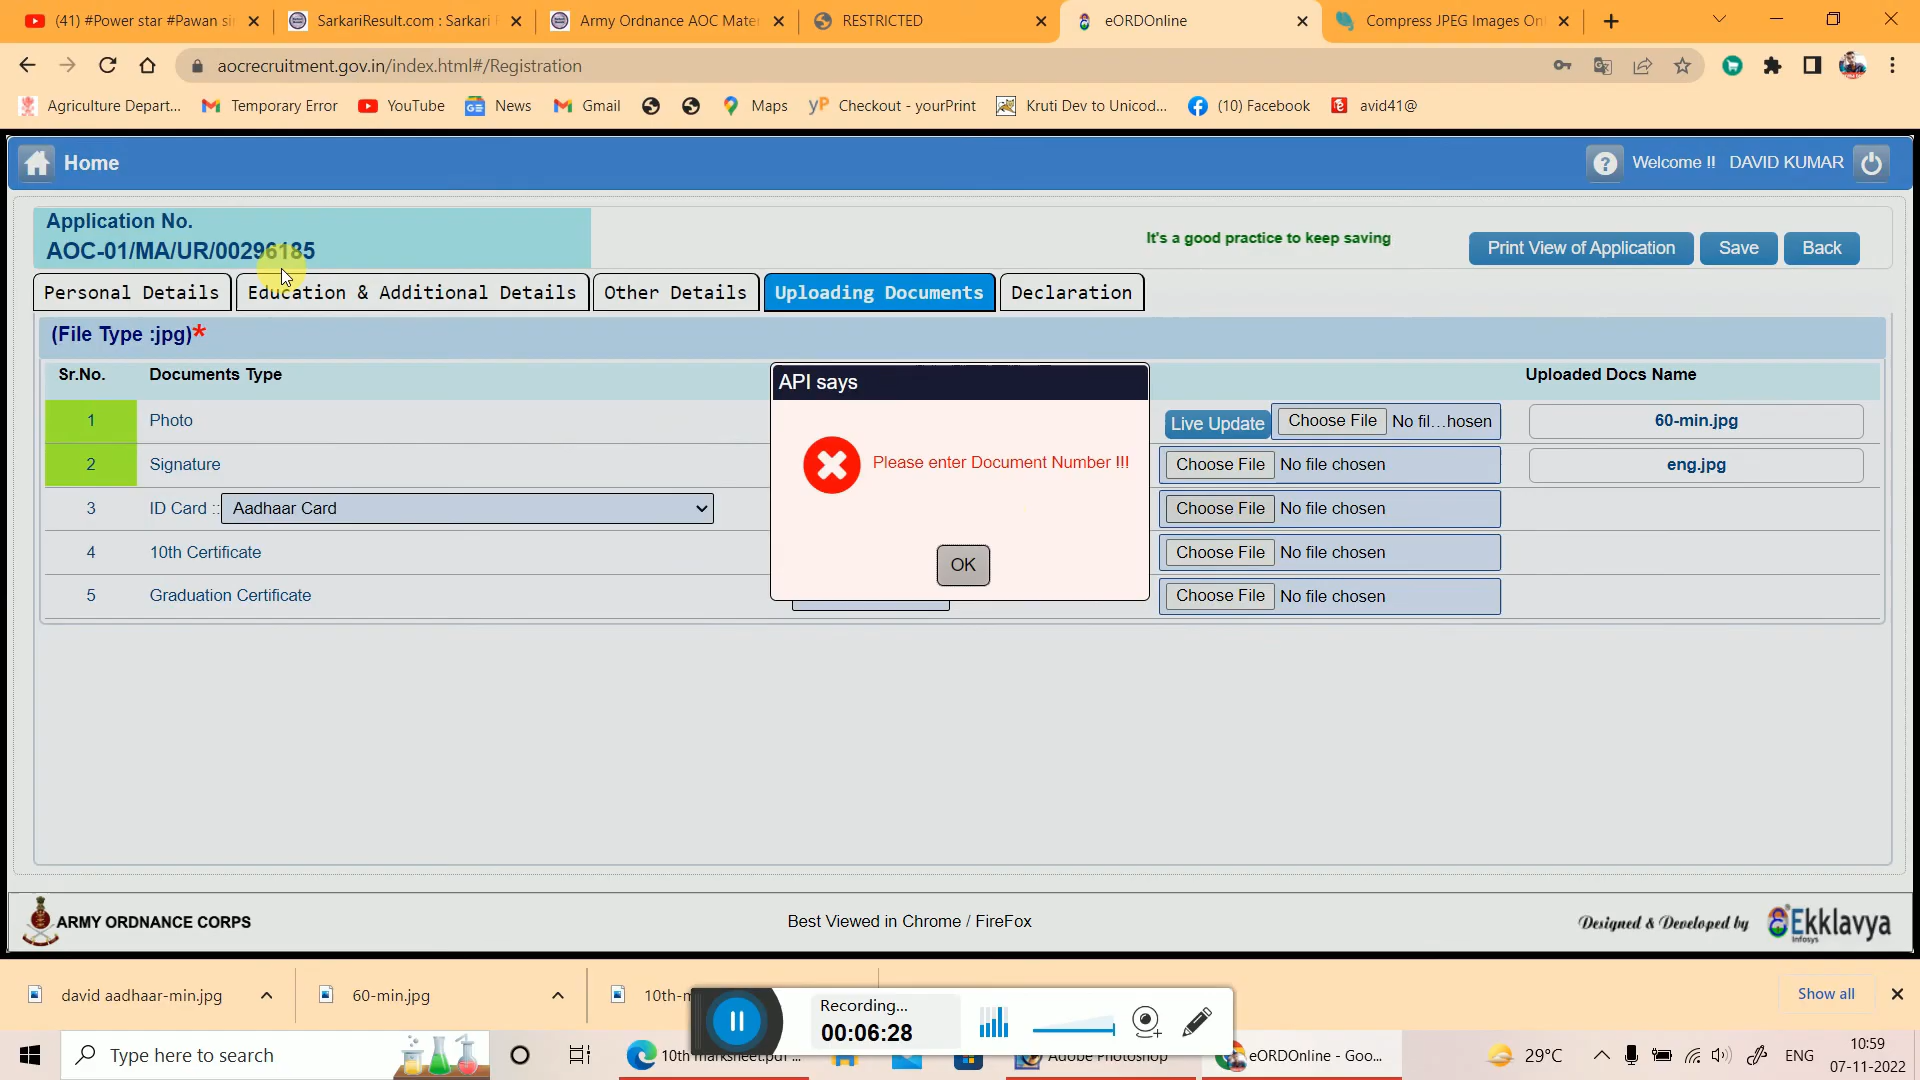 (41) #Power star #Pawan si
SarkariResult.com : Sarkari
Army Ordnance AOC Mate
RESTRICTED
eORDOnline
Compress JPEG Images On
aocrecruitment.gov.in/index.html#/Registration
Agriculture Depart...
Temporary Error
YouTube
News
Gmail
Maps
yP Checkout - yourPrint
Kruti Dev to Unicod...
(10) Facebook
avid41@
Home
Welcome !! DAVID KUMAR
Application No.
AOC-01/MA/UR/00296185
It's a good practice to keep saving
Print View of Application
Save
Back
Personal Details
Education & Additional Details
Other Details
Uploading Documents
Declaration
(File Type :jpg)*
Sr.No.
Documents Type
Uploaded Docs Name
API says
Please enter Document Number !!!
OK
1
Photo
Live Update
Choose File No fil...hosen
60-min.jpg
2
Signature
Choose File No file chosen
eng.jpg
3
ID Card :: Aadhaar Card
Choose File No file chosen
4
10th Certificate
Choose File No file chosen
5
Graduation Certificate
Choose File No file chosen
ARMY ORDNANCE CORPS
Best Viewed in Chrome / FireFox
Designed & Developed by
Ekklavya
Infosys
david aadhaar-min.jpg
60-min.jpg
10th-m
Show all
Recording...
00:06:28
Type here to search
10th marksheet.pdf ...
Adobe Photoshop
eORDOnline - Goo...
29°C
ENG
10:59
07-11-2022